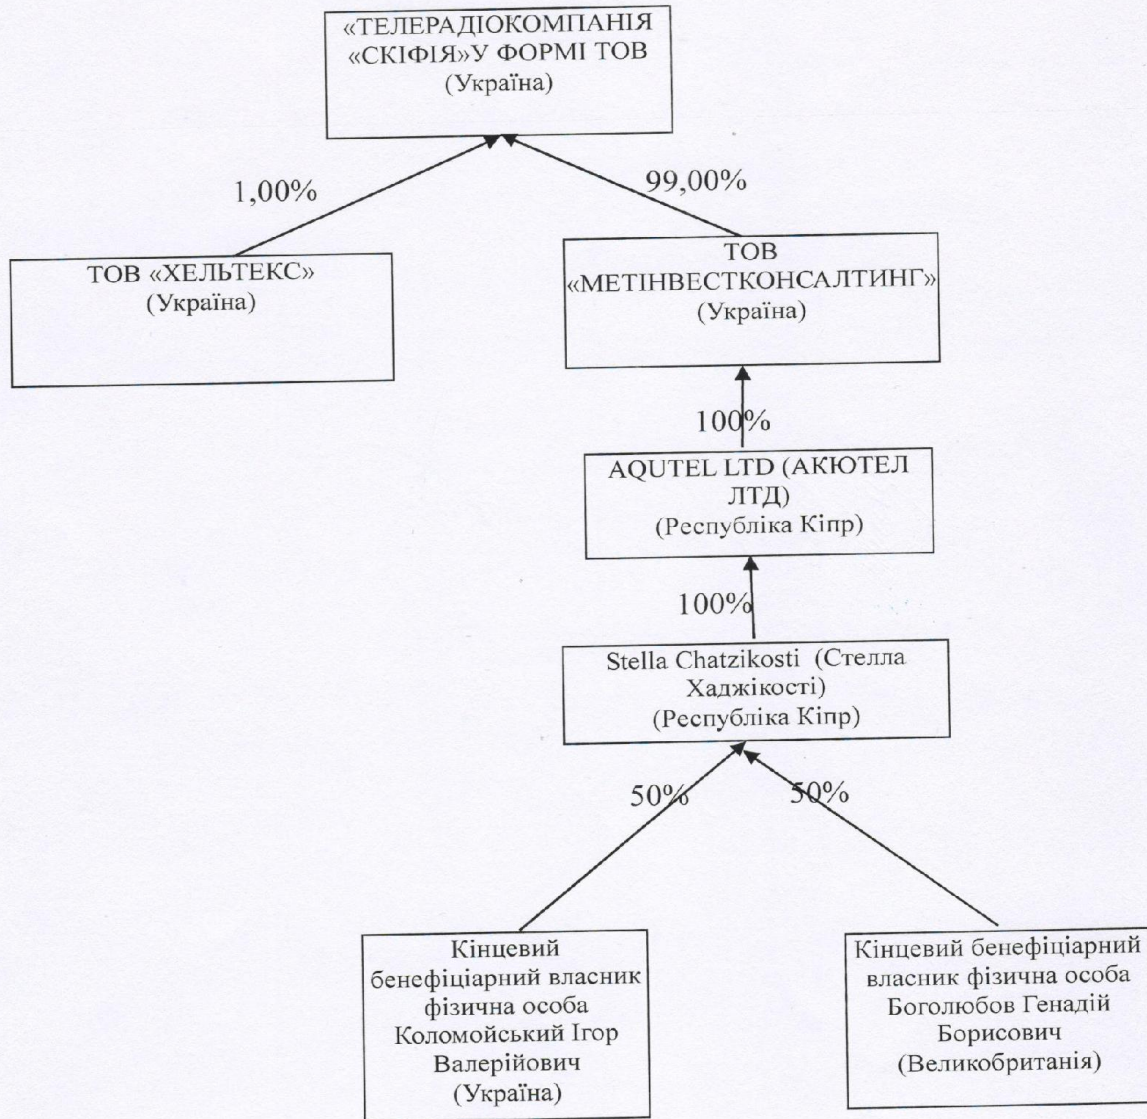 «ТЕЛЕРАДІОКОМПАНІЯ
«СКІФІЯ»У ФОРМІ ТОВ
(Україна)
1,00%
99,00%
ТОВ «ХЕЛЬТЕКС»
(Україна)
ТОВ
«МЕТІНВЕСТКОНСАЛТИНГ»
(Україна)
100%
AQUTEL LTD (АКЮТЕЛ
ЛТД)
(Республіка Кіпр)
100%
Stella Chatzikosti (Стелла
Хаджікості)
(Республіка Кіпр)
50%
50%
Кінцевий
бенефіціарний власник
фізична особа
Коломойський Ігор
Валерійович
(Україна)
Кінцевий бенефіціарний
власник фізична особа
Боголюбов Генадій
Борисович
(Великобританія)